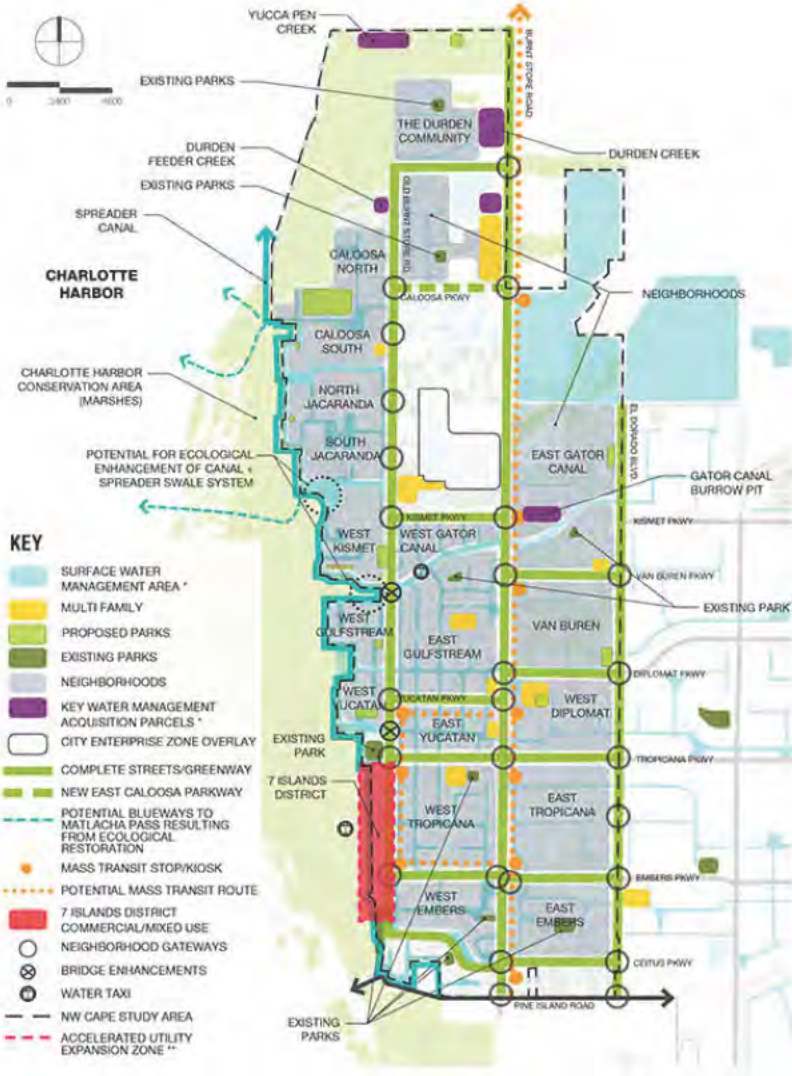 YUCCA PEN
CREEK
BURNT STORE ROAD
0
2400
4800
EXISTING PARKS
THE DURDEN
COMMUNITY
DURDEN
FEEDER CREEK
DURDEN CREEK
EXISTING PARKS
OLD BURNT STORE RD
SPREADER
CANAL
CALOOSA
NORTH
CHARLOTTE
HARBOR
NEIGHBORHOODS
CALOOSA PKWY
CALOOSA
SOUTH
CHARLOTTE HARBOR
CONSERVATION AREA
(MARSHES)
NORTH
JACARANDA
EL DORADO BLVD
SOUTH
JACARANDA
EAST GATOR
CANAL
POTENTIAL FOR ECOLOGICAL
ENHANCEMENT OF CANAL +
SPREADER SWALE SYSTEM
GATOR CANAL
BURROW PIT
KISMET PKWY
KISMET PKWY
WEST
KISMET
WEST GATOR
CANAL
VAN BUREN PKWY
EXISTING PARK
WEST
GULFSTREAM
EAST
GULFSTREAM
VAN BUREN
DIPLOMAT PKWY
WEST
YUCATAN
YUCATAN PKWY
WEST
DIPLOMAT
EAST
YUCATAN
EXISTING
PARK
TROPICANA PKWY
7 ISLANDS
DISTRICT
WEST
TROPICANA
EAST
TROPICANA
EMBERS PKWY
WEST
EMBERS
EAST
EMBERS
CEITUS PKWY
PINE ISLAND ROAD
EXISTING
PARKS
KEY
SURFACE WATER
MANAGEMENT AREA *
MULTI FAMILY
PROPOSED PARKS
EXISTING PARKS
NEIGHBORHOODS
KEY WATER MANAGEMENT
ACQUISITION PARCELS *
CITY ENTERPRISE ZONE OVERLAY
COMPLETE STREETS/GREENWAY
NEW EAST CALOOSA PARKWAY
POTENTIAL BLUEWAYS TO
MATLACHA PASS RESULTING
FROM ECOLOGICAL
RESTORATION
MASS TRANSIT STOP/KIOSK
POTENTIAL MASS TRANSIT ROUTE
7 ISLANDS DISTRICT
COMMERCIAL/MIXED USE
NEIGHBORHOOD GATEWAYS
BRIDGE ENHANCEMENTS
WATER TAXI
NW CAPE STUDY AREA
ACCELERATED UTILITY
EXPANSION ZONE **